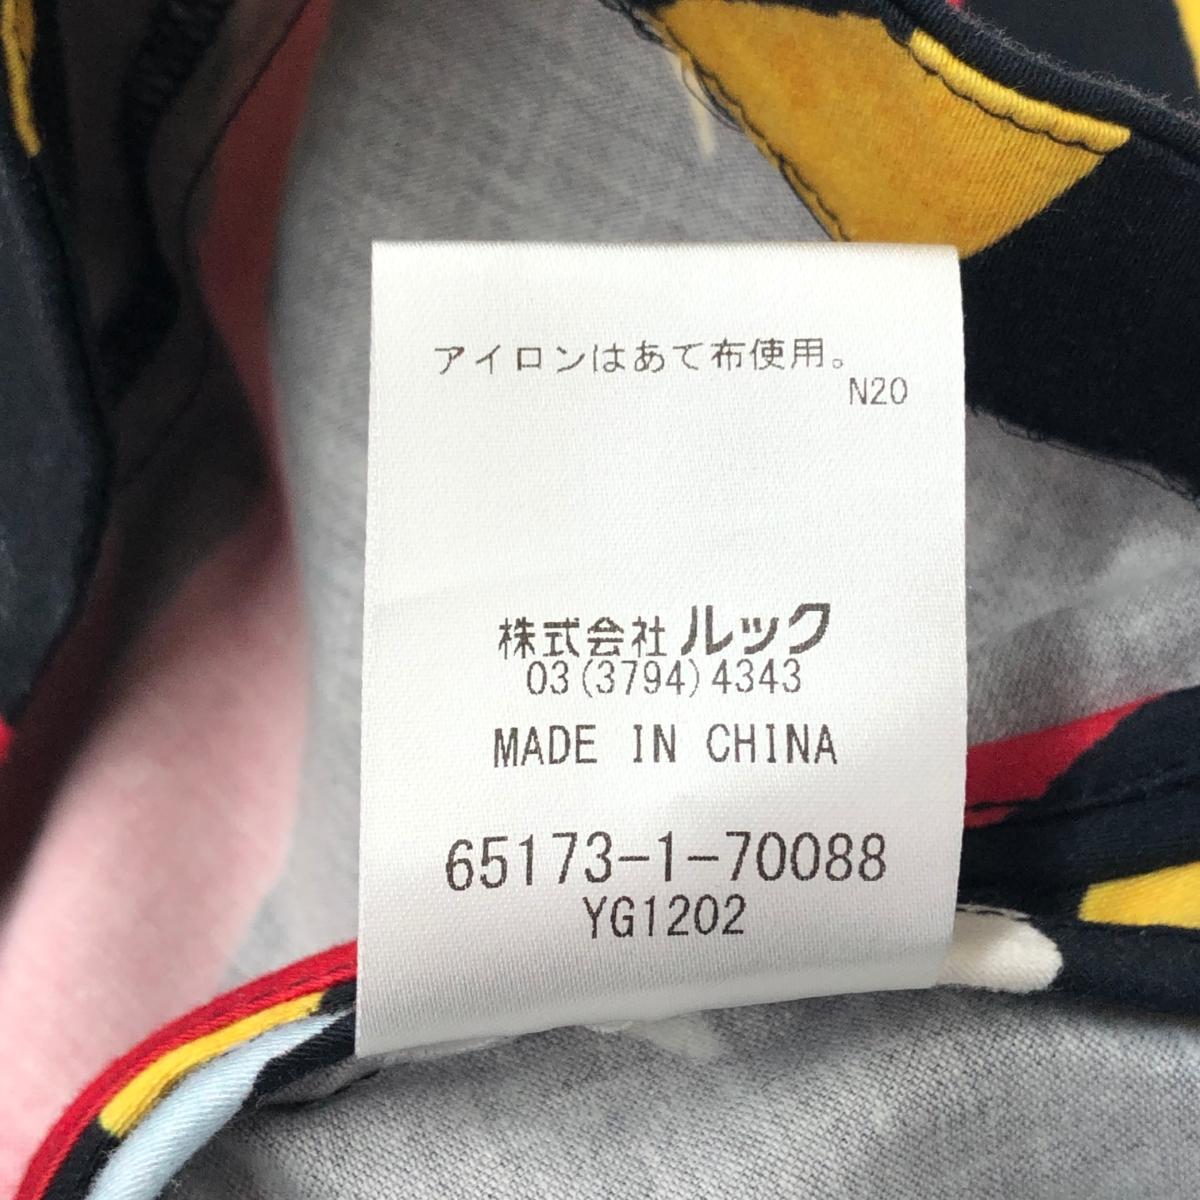 アイロンはあて布使用。
N20
株式会社ルック
03(3794)4343
MADE IN CHINA
65173-1-70088
YG1202